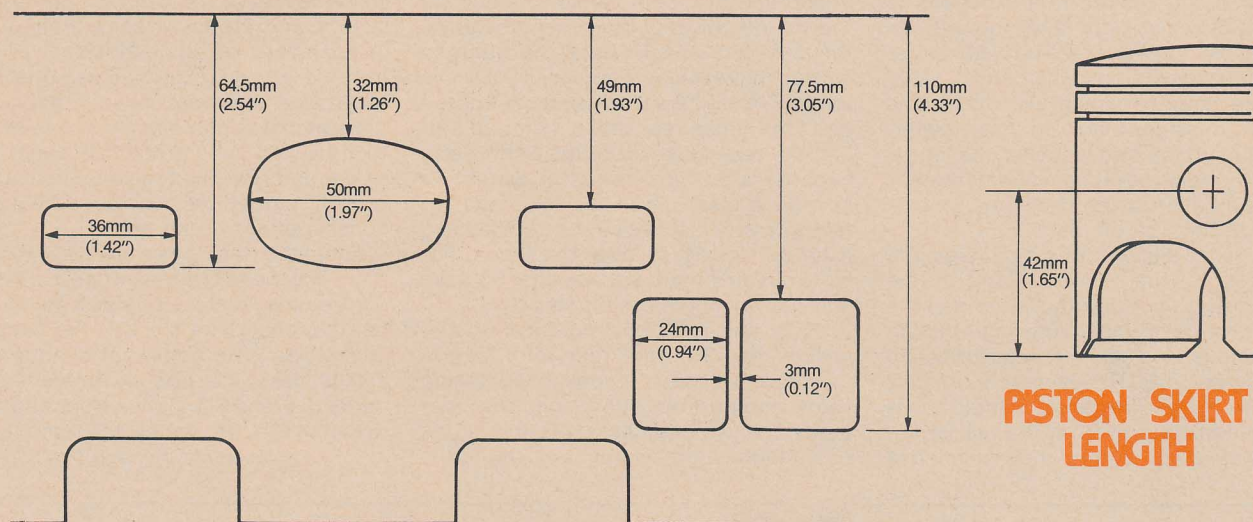 64.5mm
(2.54″)
32mm
(1.26″)
49mm
(1.93″)
77.5mm
(3.05″)
110mm
(4.33″)
50mm
(1.97″)
36mm
(1.42″)
42mm
(1.65″)
24mm
(0.94″)
3mm
(0.12″)
PISTON SKIRT
LENGTH